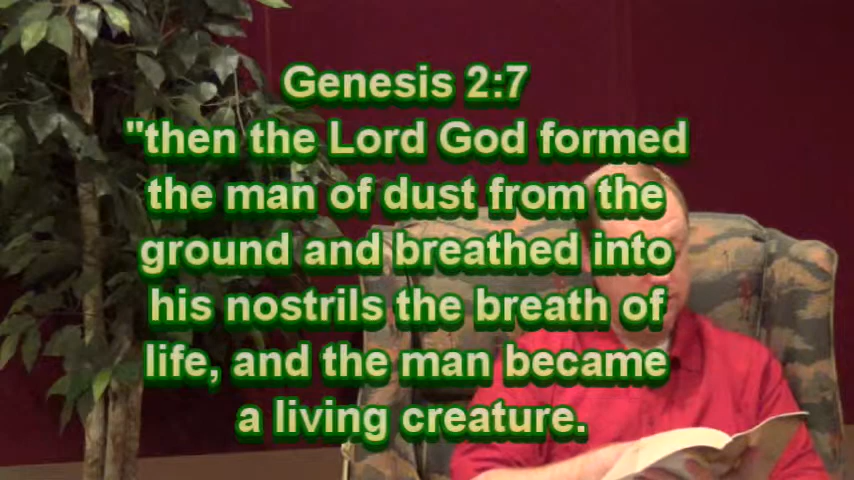 Genesis 2:7
"then the Lord God formed
the man of dust from the
ground and breathed into
his nostrils the breath of
life, and the man became
a living creature.